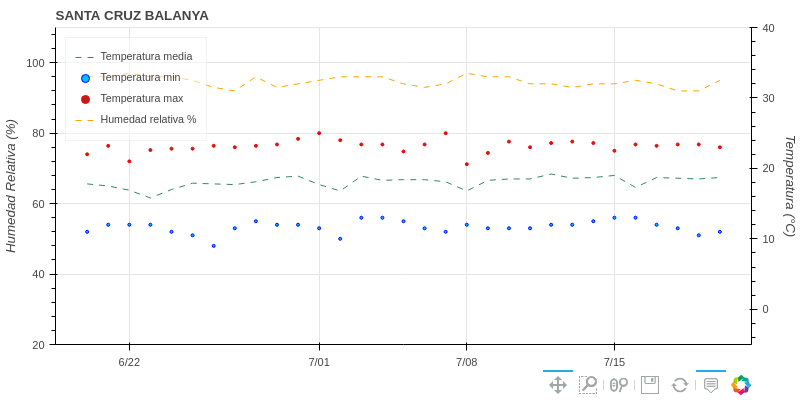 SANTA CRUZ BALANYA
Temperatura media
Temperatura min
Temperatura max
Humedad relativa %
Humedad Relativa (%)
100
80
60
40
20
Temperatura (°C)
40
30
20
10
0
6/22
7/01
7/08
7/15